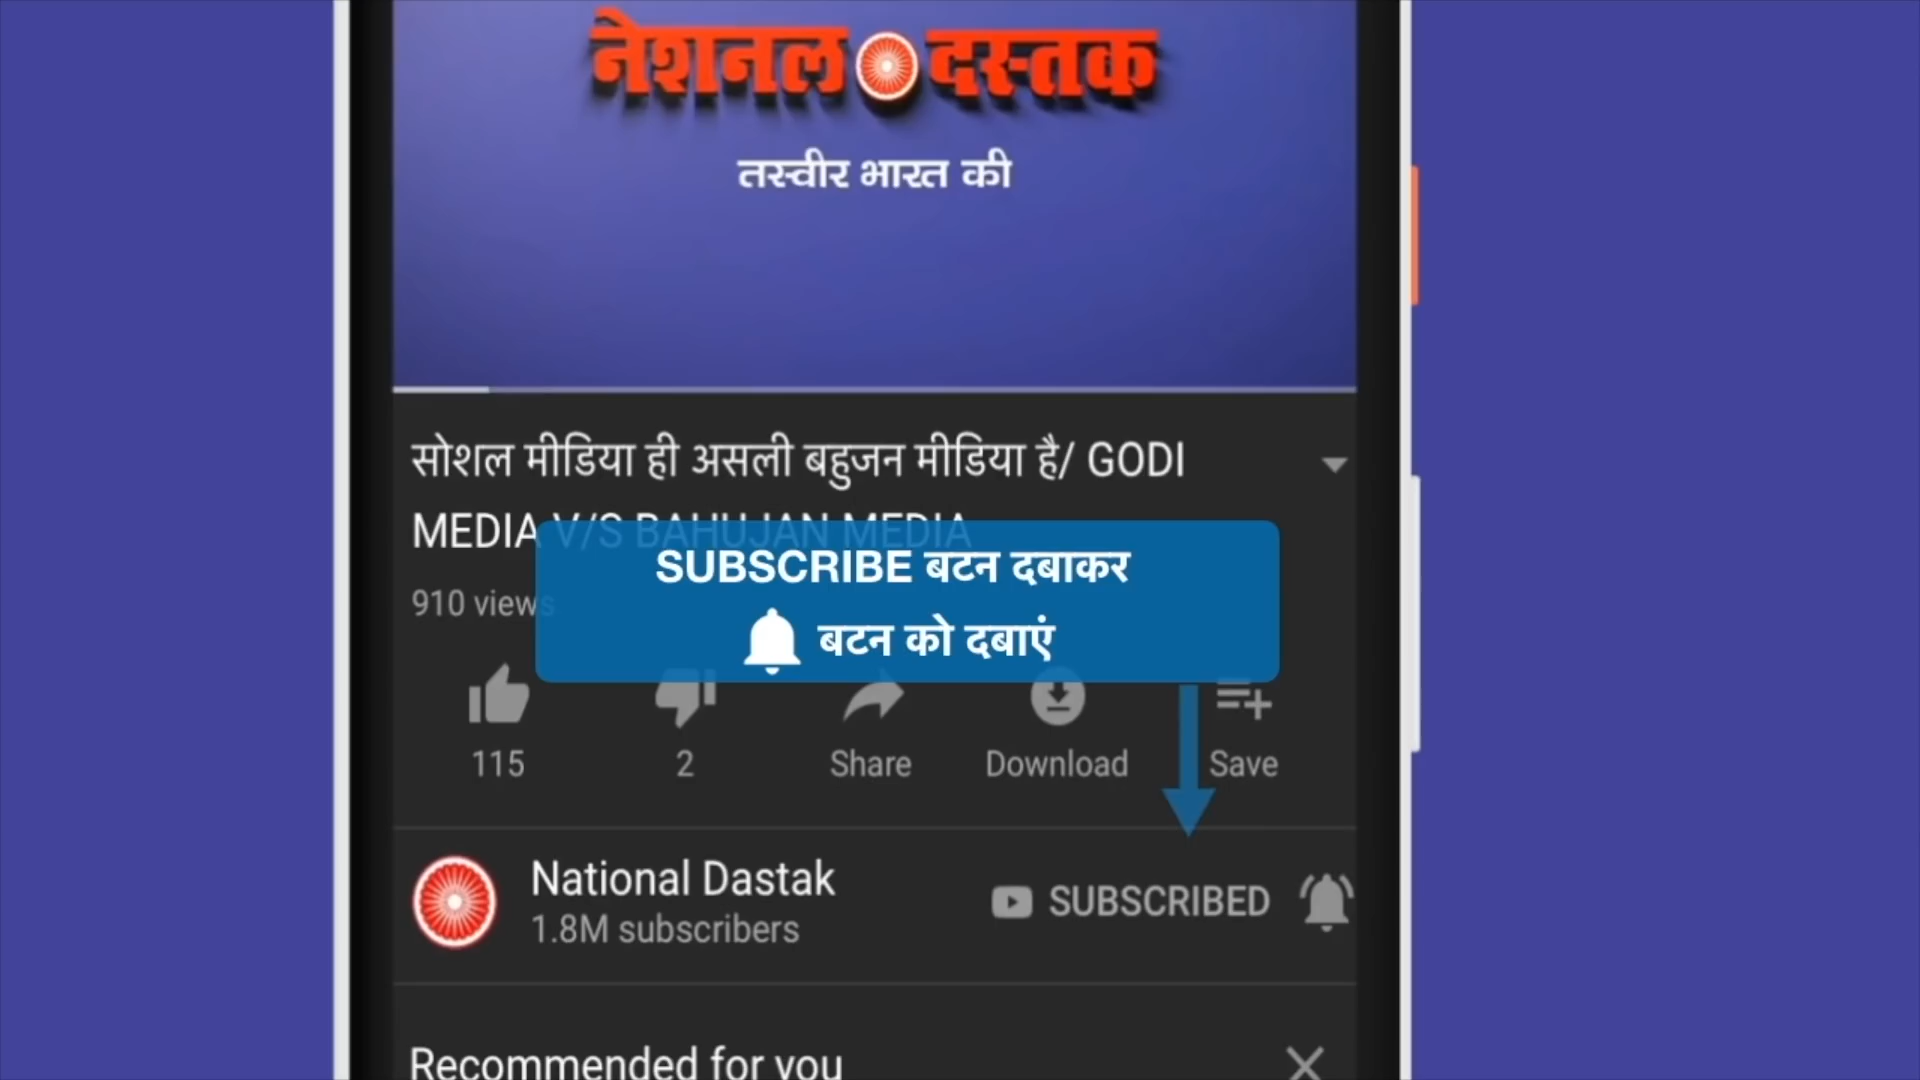 नेशनल दस्तक
तस्वीर भारत की
सोशल मीडिया ही असली बहुजन मीडिया है/ GODI
MEDIA V/S BAHUJAN MEDIA
SUBSCRIBE बटन दबाकर
बटन को दबाएं
910 views
115
2
Share
Download
Save
National Dastak
1.8M subscribers
SUBSCRIBED
Recommended for you